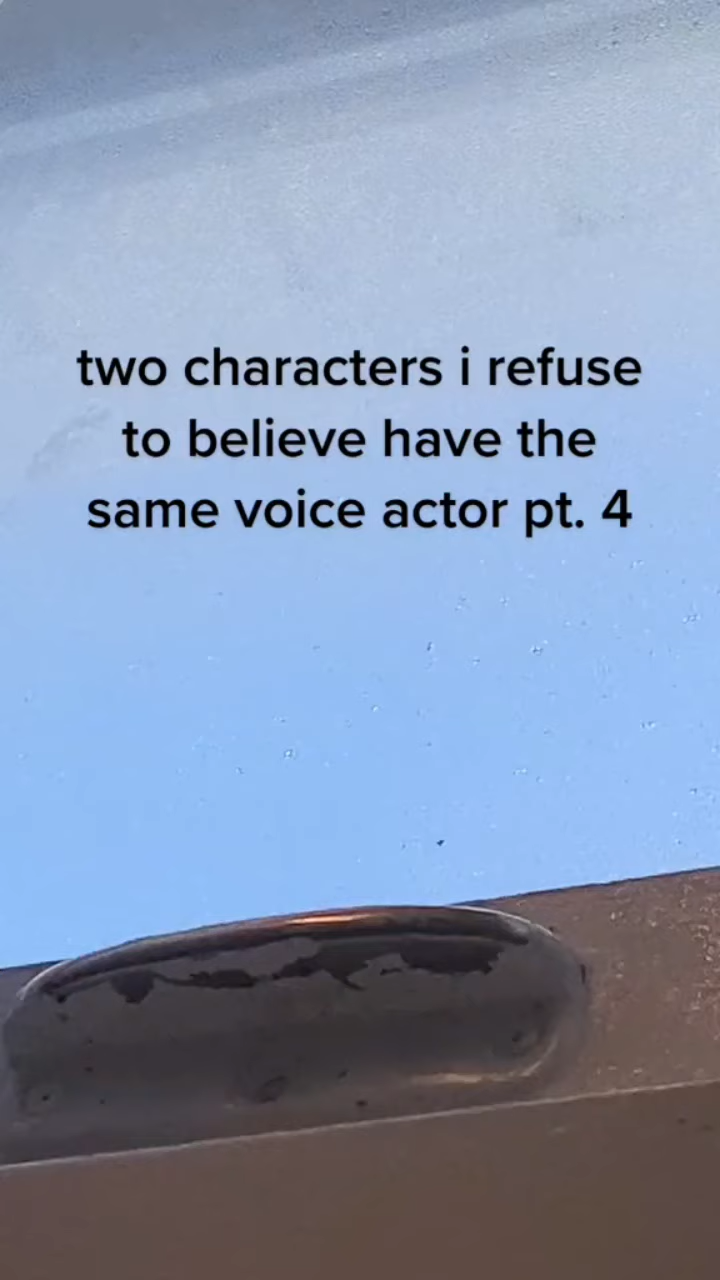 two characters i refuse
to believe have the
same voice actor pt. 4